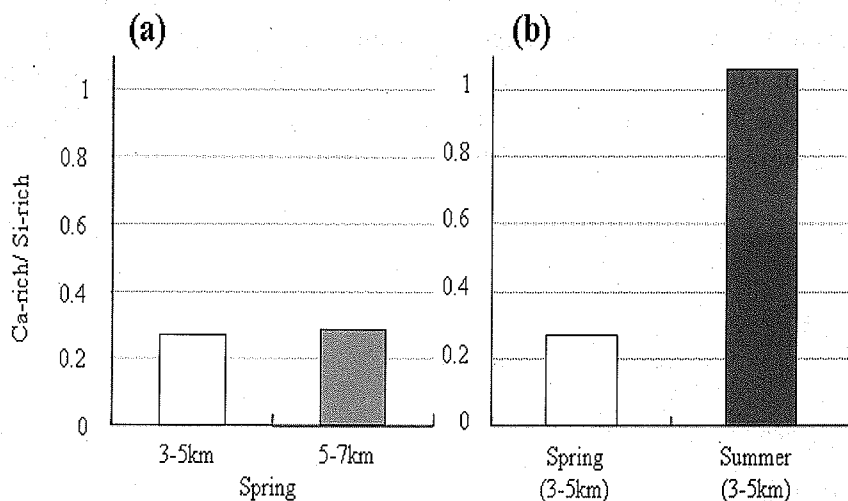 (a)
Ca-rich/ Si-rich
1
0.8
0.6
0.4
0.2
0
3-5km 5-7km
Spring
(b)
1
0.8
0.6
0.4
0.2
0
Spring Summer
(3-5km) (3-5km)